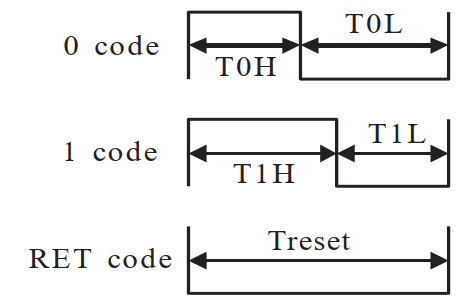 0 code T0H T0L
1 code T1H T1L
RET code Treset